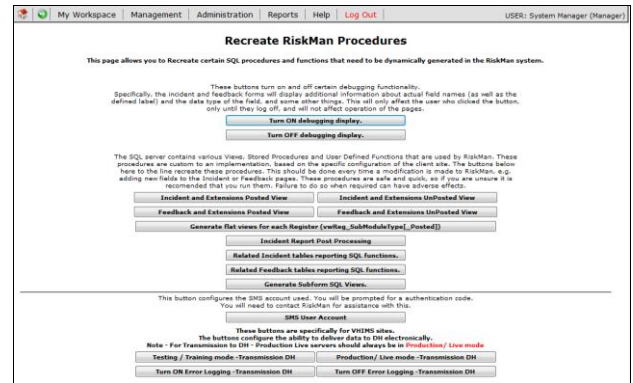 My Workspace Management Administration Reports Help Log Out USER: System Manager (Manager)
Recreate RiskMan Procedures
This page allows you to Recreate certain SQL procedures and functions that need to be dynamically generated in the RiskMan system.
These buttons turn on and off certain debugging functionality.
Specifically, the incident and feedback forms will display additional information about actual field names (as well as the
defined label) and the data type of the field, and some other things. This will only affect the user who clicked the button,
only until they log off, and will not affect operation of the pages.
Turn ON debugging display.
Turn OFF debugging display.
The SQL server contains various Views, Stored Procedures and User Defined Functions that are used by RiskMan. These
procedures are custom to an implementation, based on the specific configuration of the client site. The buttons below
here to the line recreate these procedures. This should be done every time a modification is made to RiskMan, e.g.
adding new fields to the Incident or Feedback pages. These procedures are safe and quick, so if you are unsure it is
recomended that you run them. Failure to do so when required can have adverse effects.
Incident and Extensions Posted View Incident and Extensions UnPosted View
Feedback and Extensions Posted View Feedback and Extensions UnPosted View
Generate flat views for each Register (vwReg_SubModuleType[_Posted])
Incident Report Post Processing
Related Incident tables reporting SQL functions.
Related Feedback tables reporting SQL functions.
Generate Subform SQL Views.
This button configures the SMS account used. You will be prompted for a authentication code.
You will need to contact RiskMan for assistance with this.
SMS User Account
These buttons are specifically for VHIMS sites.
The buttons configure the ability to deliver data to DH electronically.
Note - For Transmission to DH - Production Live servers should always be in Production/ Live mode
Testing / Training mode -Transmission DH Production/ Live mode -Transmission DH
Turn ON Error Logging -Transmission DH Turn OFF Error Logging -Transmission DH